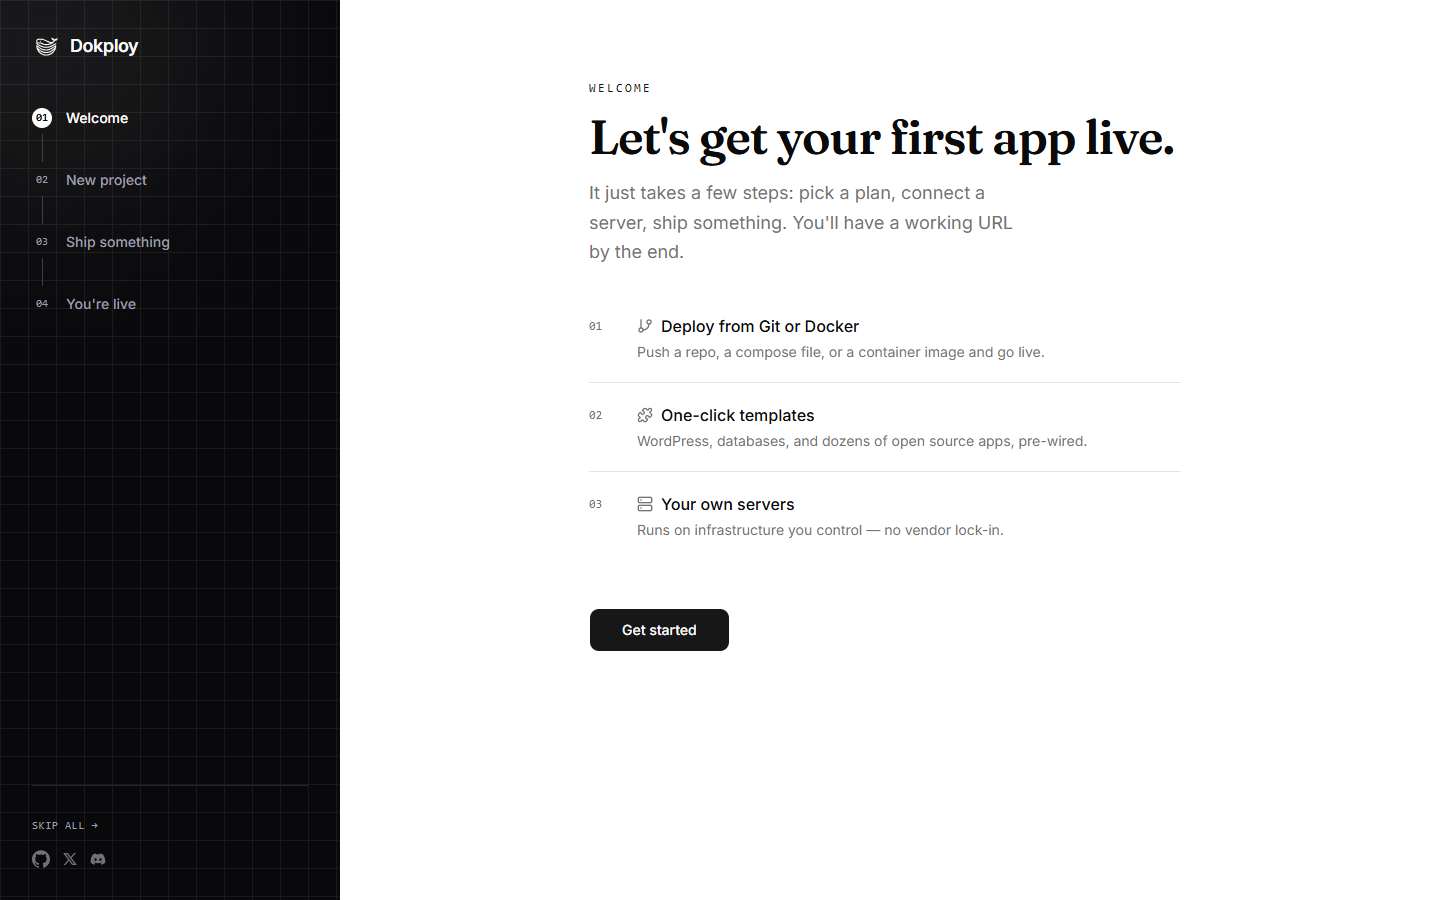 Dokploy
01 Welcome
02 New project
03 Ship something
04 You're live
SKIP ALL →
WELCOME
Let's get your first app live.
It just takes a few steps: pick a plan, connect a
server, ship something. You'll have a working URL
by the end.
01 Deploy from Git or Docker
Push a repo, a compose file, or a container image and go live.
02 One-click templates
WordPress, databases, and dozens of open source apps, pre-wired.
03 Your own servers
Runs on infrastructure you control — no vendor lock-in.
Get started